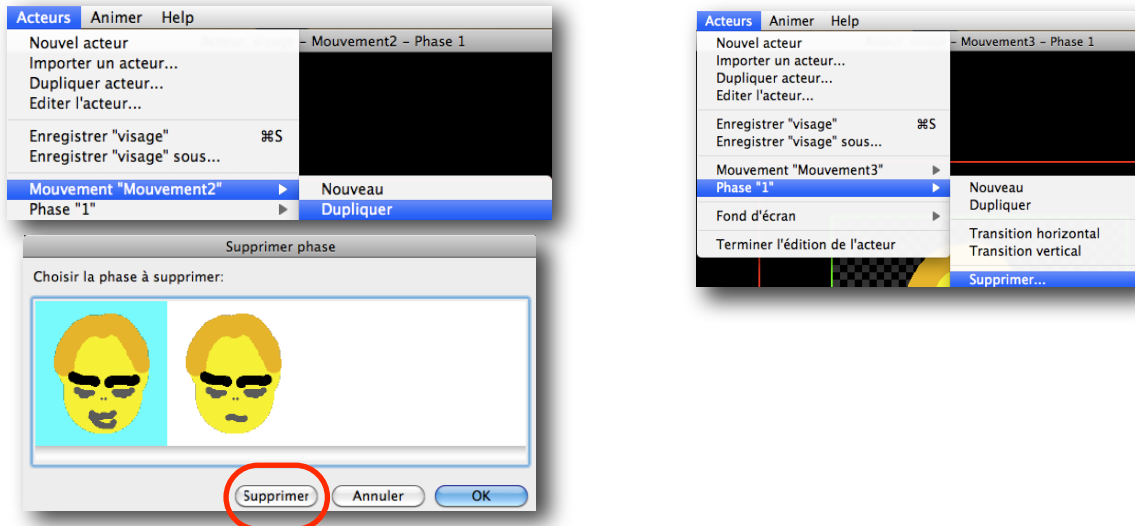 Acteurs Animer Help
- Mouvement2 - Phase 1
Nouvel acteur
Importer un acteur...
Dupliquer acteur...
Editer l'acteur...
Enregistrer "visage" ⌘S
Enregistrer "visage" sous...
Mouvement "Mouvement2"
Phase "1"
Nouveau
Dupliquer
Supprimer phase
Choisir la phase à supprimer:
Supprimer Annuler OK
Acteurs Animer Help
- Mouvement3 - Phase 1
Nouvel acteur
Importer un acteur...
Dupliquer acteur...
Editer l'acteur...
Enregistrer "visage" ⌘S
Enregistrer "visage" sous...
Mouvement "Mouvement3"
Phase "1"
Fond d'écran
Terminer l'édition de l'acteur
Nouveau
Dupliquer
Transition horizontal
Transition vertical
Supprimer...